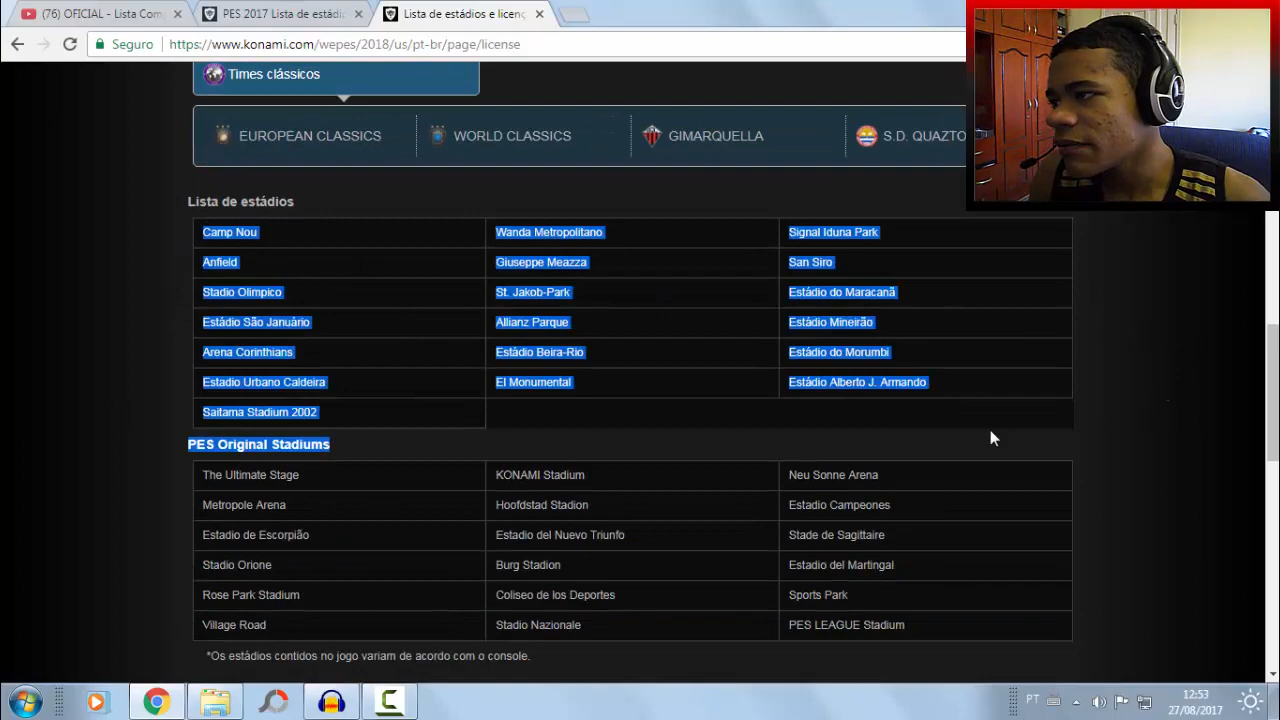 (76) OFICIAL - Lista Com
PES 2017 Lista de estádi
Lista de estádios e licenç
Seguro
https://www.konami.com/wepes/2018/us/pt-br/page/license
Times clássicos
EUROPEAN CLASSICS
WORLD CLASSICS
GIMARQUELLA
S.D. QUAZTO
Lista de estádios
Camp Nou
Wanda Metropolitano
Signal Iduna Park
Anfield
Giuseppe Meazza
San Siro
Stadio Olimpico
St. Jakob-Park
Estádio do Maracanã
Estádio São Januário
Allianz Parque
Estádio Mineirão
Arena Corinthians
Estádio Beira-Rio
Estádio do Morumbi
Estadio Urbano Caldeira
El Monumental
Estádio Alberto J. Armando
Saitama Stadium 2002
PES Original Stadiums
The Ultimate Stage
KONAMI Stadium
Neu Sonne Arena
Metropole Arena
Hoofdstad Stadion
Estadio Campeones
Estadio de Escorpião
Estadio del Nuevo Triunfo
Stade de Sagittaire
Stadio Orione
Burg Stadion
Estadio del Martingal
Rose Park Stadium
Coliseo de los Deportes
Sports Park
Village Road
Stadio Nazionale
PES LEAGUE Stadium
*Os estádios contidos no jogo variam de acordo com o console.
PT
12:53
27/08/2017